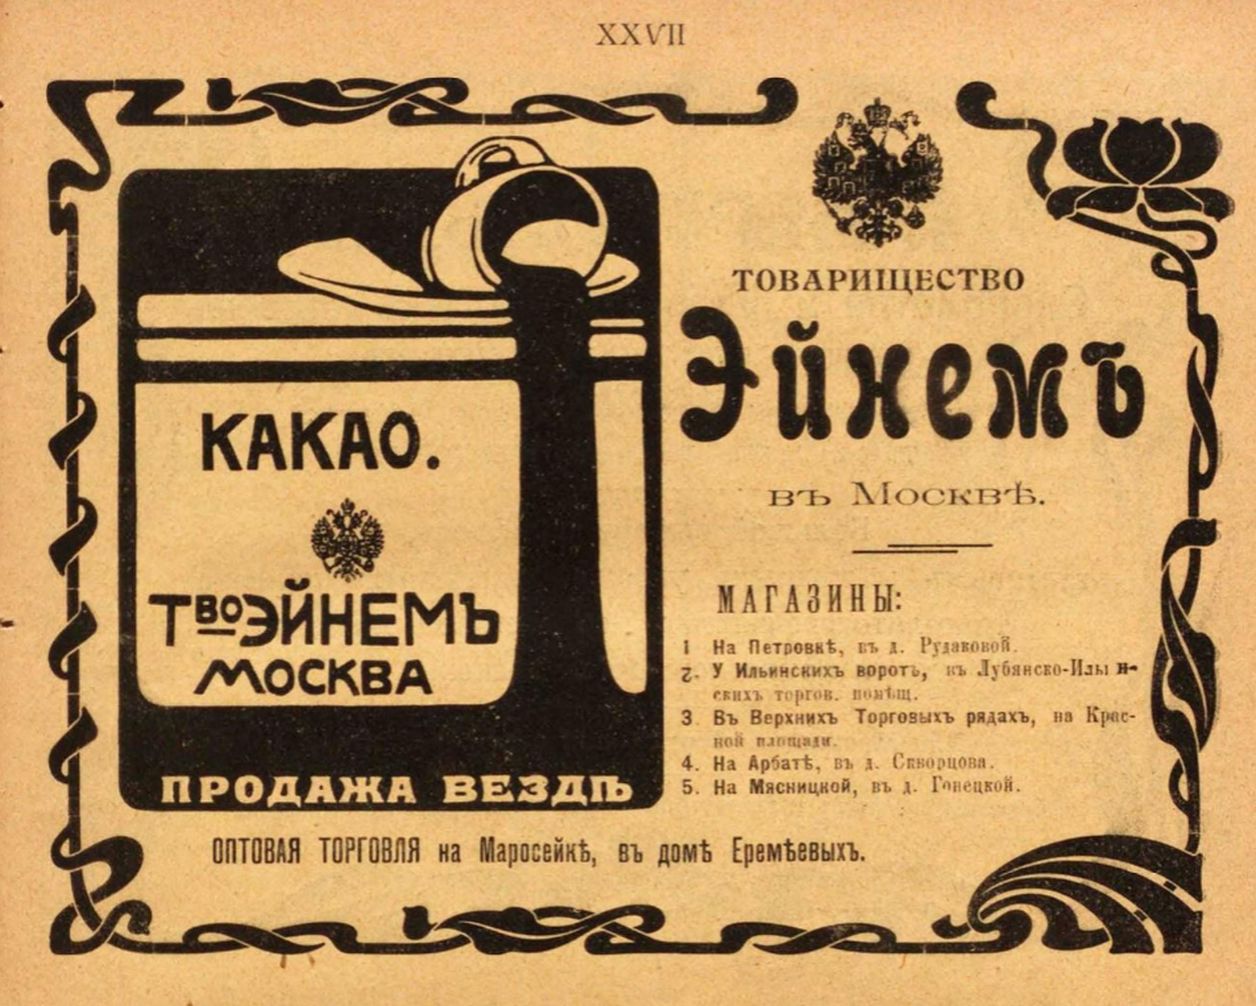 XXVII
КАКАО.
Тво ЭЙНЕМЪ
МОСКВА
ПРОДАЖА ВЕЗДѢ
ТОВАРИЩЕСТВО
Эйнемъ
въ Москвѣ.
МАГАЗИНЫ:
1 На Петровкѣ, въ д. Рудаковой.
2. У Ильинскихъ воротъ, въ Лубянско-Ильин-
скихъ торгов. помѣщ.
3. Въ Верхнихъ Торговыхъ рядахъ, на Крас-
ной площади.
4. На Арбатѣ, въ д. Скворцова.
5. На Мясницкой, въ д. Гонецкой.
ОПТОВАЯ ТОРГОВЛЯ на Маросейкѣ, въ домѣ Еремѣевыхъ.